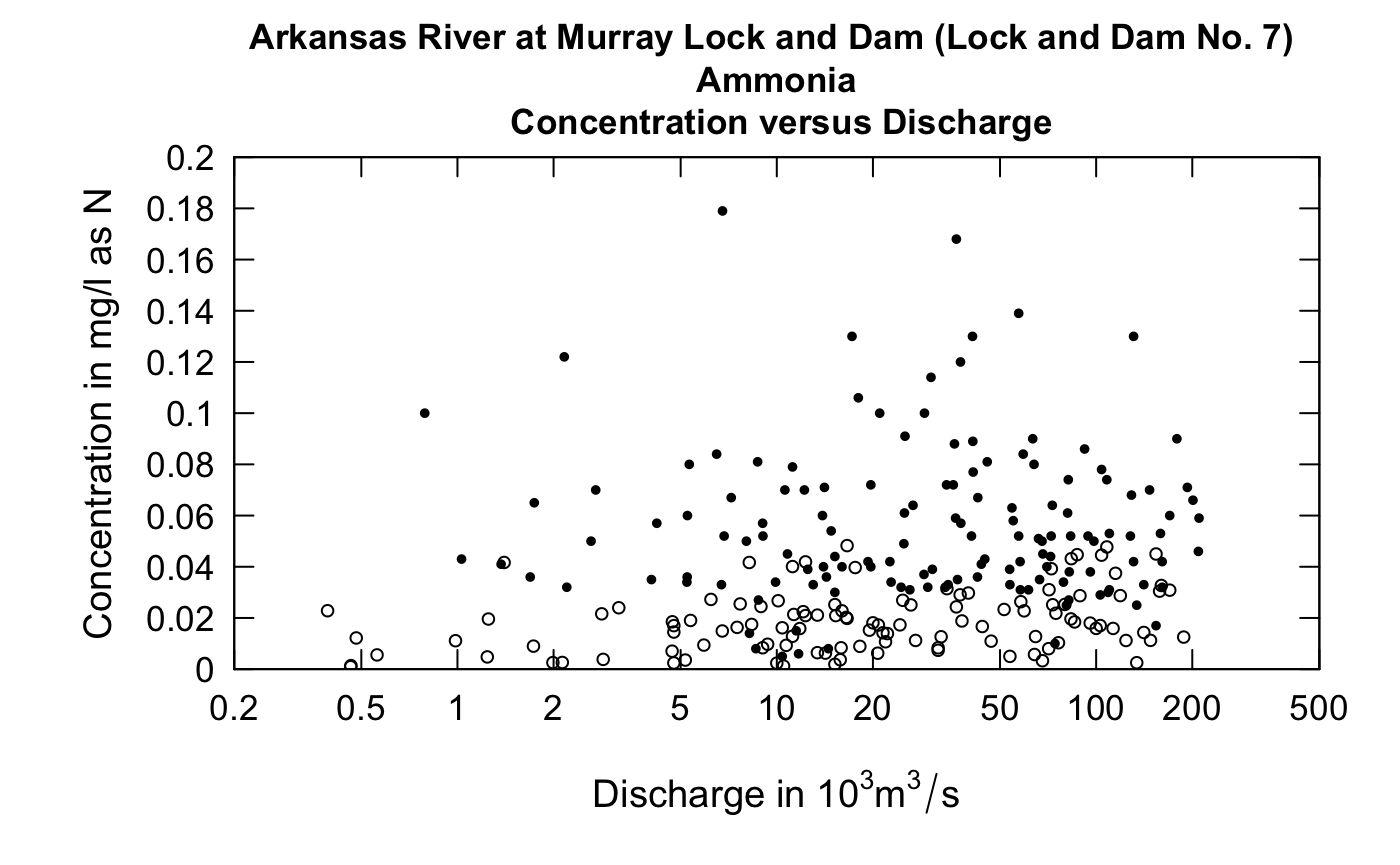 Arkansas River at Murray Lock and Dam (Lock and Dam No. 7)
Ammonia
Concentration versus Discharge
Concentration in mg/l as N
0.2
0.18
0.16
0.14
0.12
0.1
0.08
0.06
0.04
0.02
0
0.2 0.5 1 2 5 10 20 50 100 200 500
Discharge in 10³m³/s